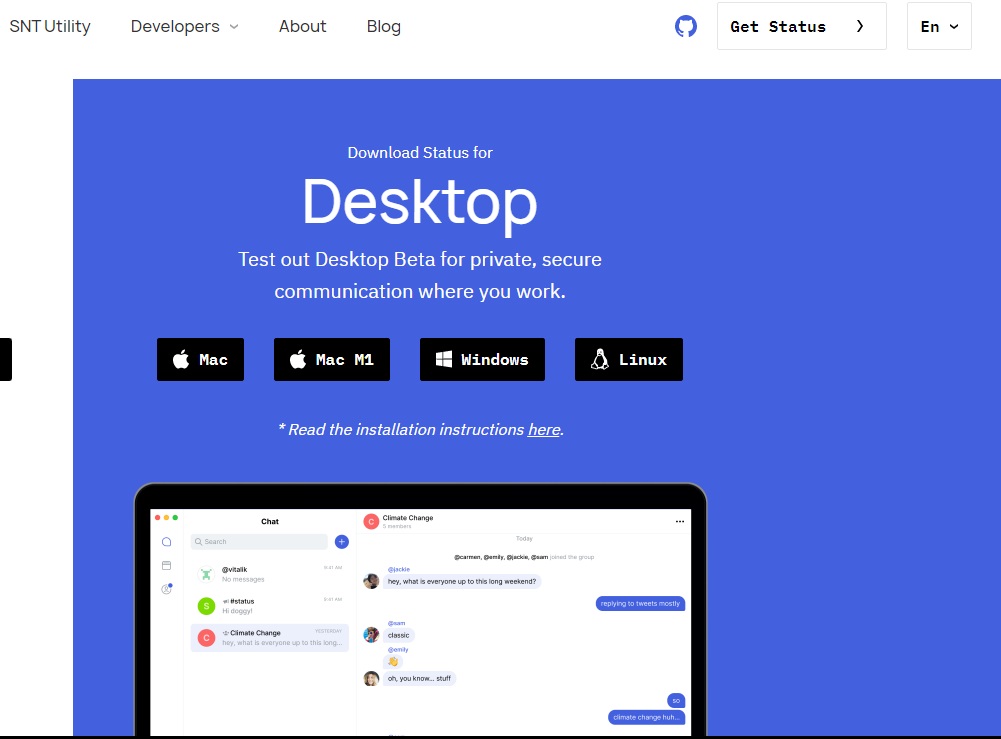 SNT Utility Developers About Blog Get Status En
Download Status for
Desktop
Test out Desktop Beta for private, secure
communication where you work.
Mac Mac M1 Windows Linux
* Read the installation instructions here.
Chat
Search
@vitalik 9:41 AM
No messages
S #status 9:41 AM
Hi doggy!
C Climate Change YESTERDAY
hey, what is everyone up to this long...
C Climate Change
5 members
Today
@carmen, @emily, @jackie, @sam joined the group
@jackie
hey, what is everyone up to this long weekend?
replying to tweets mostly
@sam
classic
@emily
👋
oh, you know... stuff
so
climate change huh...